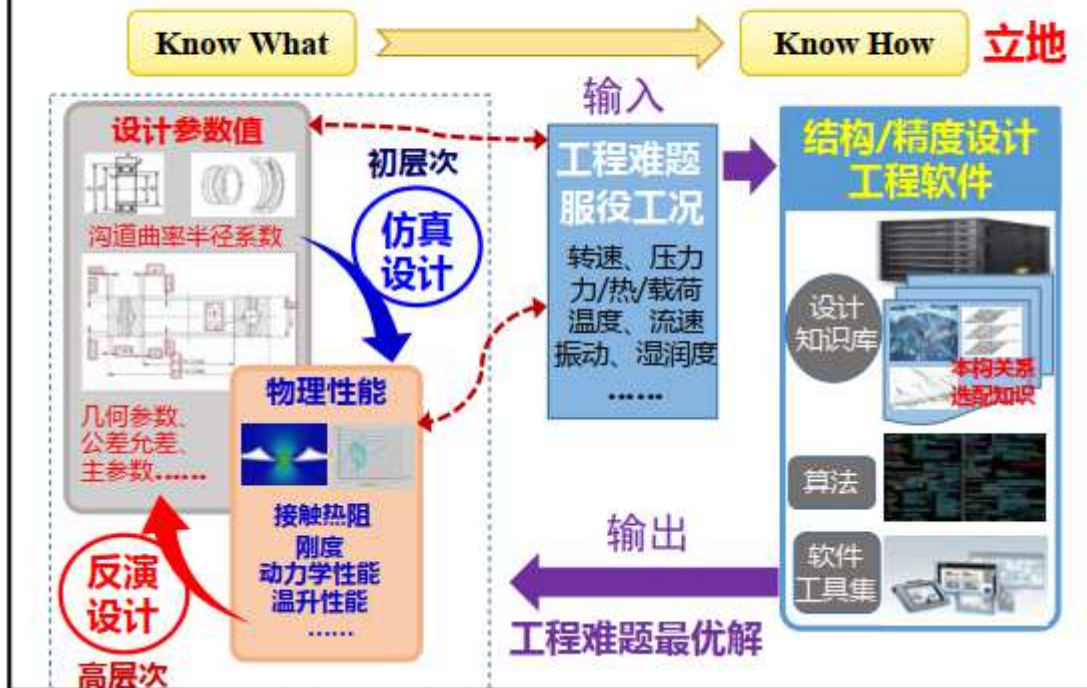 Know What
Know How
立地
设计参数值
沟道曲率半径系数
几何参数、
公差允差、
主参数……
初层次
仿真
设计
物理性能
接触热阻
刚度
动力学性能
温升性能
……
反演
设计
高层次
输入
工程难题
服役工况
转速、压力
力/热/载荷
温度、流速
振动、湿润度
……
结构/精度设计
工程软件
设计
知识库
本构关系
选配知识
算法
软件
工具集
输出
工程难题最优解